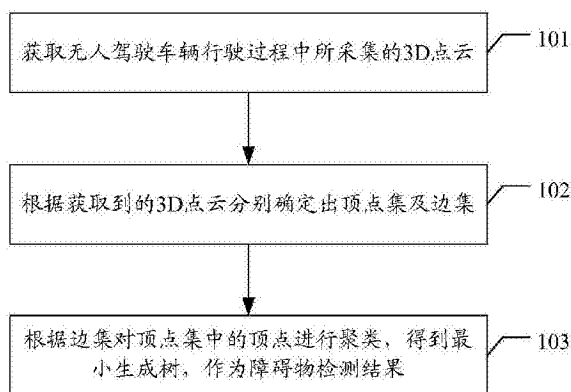 获取无人驾驶车辆行驶过程中所采集的3D点云
101
根据获取到的3D点云分别确定出顶点集及边集
102
根据边集对顶点集中的顶点进行聚类，得到最
小生成树，作为障碍物检测结果
103